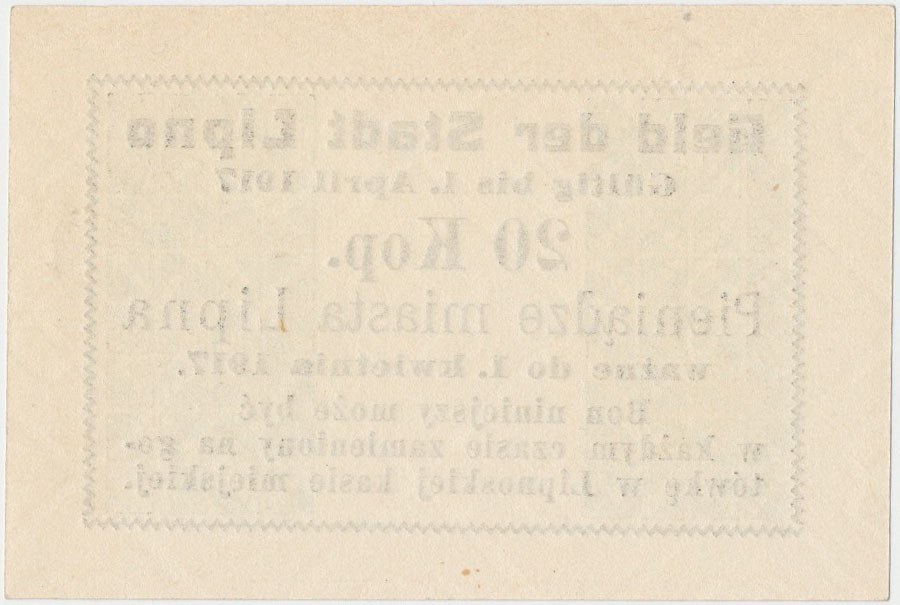 Geld der Stadt Lipno
Gültig bis 1. April 1917
20 Kop.
Pieniądze miasta Lipna
ważne do 1. kwietnia 1917.
Bon niniejszy może być
w każdym czasie zamieniony na go-
tówkę w Lipnoskiej kasie miejskiej.